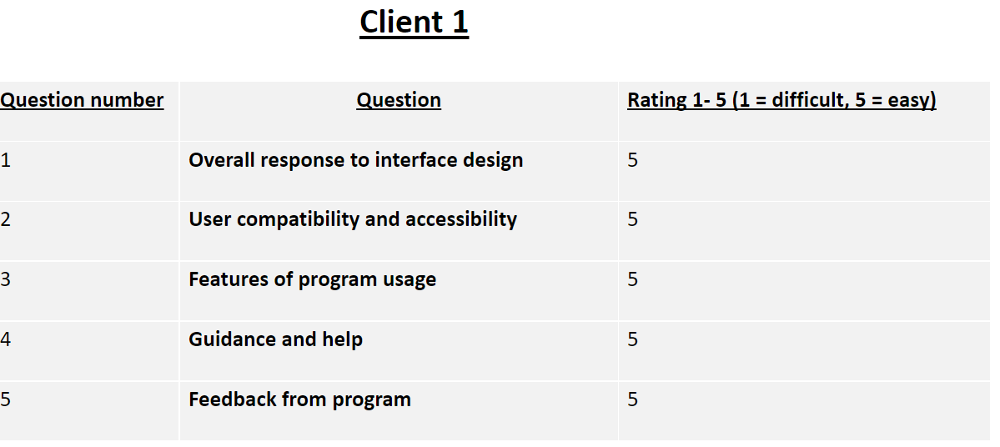 Client 1
Question number Question Rating 1- 5 (1 = difficult, 5 = easy)
1 Overall response to interface design 5
2 User compatibility and accessibility 5
3 Features of program usage 5
4 Guidance and help 5
5 Feedback from program 5